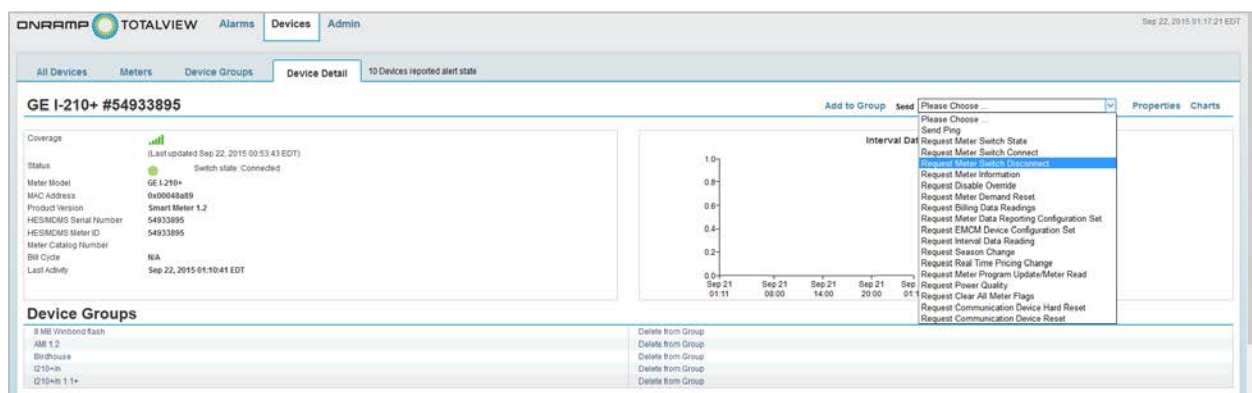 ONRAMP TOTALVIEW Alarms Devices Admin
Sep 22, 2015 01:17:21 EDT
All Devices Meters Device Groups Device Detail 10 Devices reported alert state
GE I-210+ #54933895
Add to Group Send Please Choose ... Properties Charts
Coverage
(Last updated Sep 22, 2015 00:53:43 EDT)
Status Switch state: Connected
Meter Model GE I-210+
MAC Address 0x00048a89
Product Version Smart Meter 1.2
HES/MDMS Serial Number 54933895
HES/MDMS Meter ID 54933895
Meter Catalog Number
Bill Cycle N/A
Last Activity Sep 22, 2015 01:10:41 EDT
Interval Dat
1.0
0.8
0.6
0.4
0.2
0.0
Sep 21 01:11
Sep 21 08:00
Sep 21 14:00
Sep 21 20:00
Sep
Please Choose ...
Send Ping
Request Meter Switch State
Request Meter Switch Connect
Request Meter Switch Disconnect
Request Meter Information
Request Disable Override
Request Meter Demand Reset
Request Billing Data Readings
Request Meter Data Reporting Configuration Set
Request EMCM Device Configuration Set
Request Interval Data Reading
Request Season Change
Request Real Time Pricing Change
Request Meter Program Update/Meter Read
Request Power Quality
Request Clear All Meter Flags
Request Communication Device Hard Reset
Request Communication Device Reset
Device Groups
8 MB Winbond flash Delete from Group
AMI 1.2 Delete from Group
Birdhouse Delete from Group
I210+/n Delete from Group
I210+/n 1.1+ Delete from Group